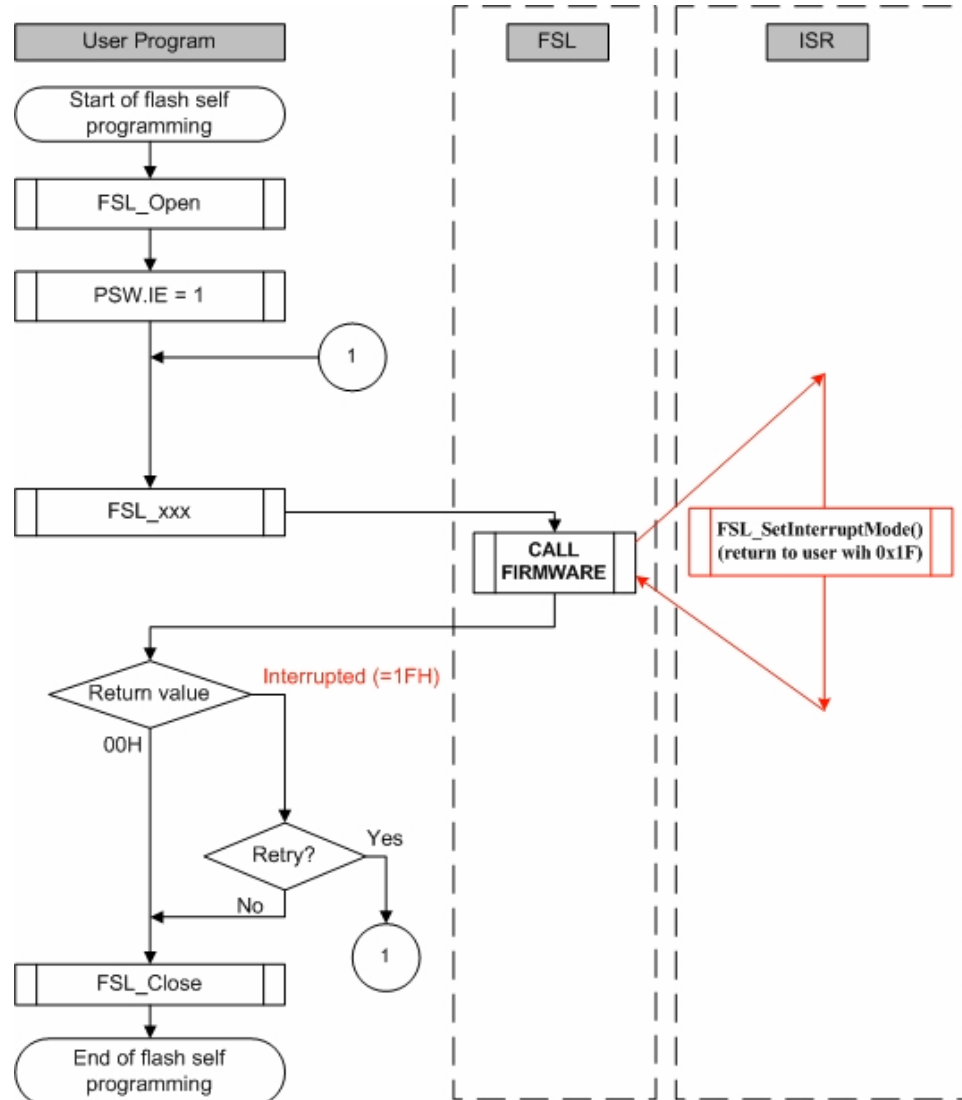 User Program
FSL
ISR
Start of flash self
programming
FSL_Open
PSW.IE = 1
1
FSL_xxx
CALL
FIRMWARE
FSL_SetInterruptMode()
(return to user wih 0x1F)
Interrupted (=1FH)
Return value
00H
Yes
Retry?
No
1
FSL_Close
End of flash self
programming